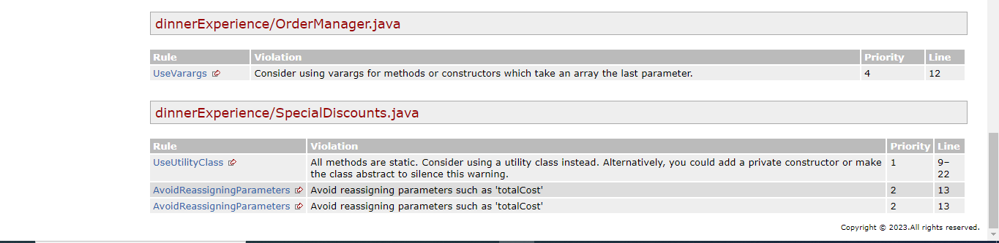 dinnerExperience/OrderManager.java
Rule Violation Priority Line
UseVarargs Consider using varargs for methods or constructors which take an array the last parameter. 4 12
dinnerExperience/SpecialDiscounts.java
Rule Violation Priority Line
UseUtilityClass All methods are static. Consider using a utility class instead. Alternatively, you could add a private constructor or make 1 9–
the class abstract to silence this warning. 22
AvoidReassigningParameters Avoid reassigning parameters such as 'totalCost' 2 13
AvoidReassigningParameters Avoid reassigning parameters such as 'totalCost' 2 13
Copyright © 2023.All rights reserved.